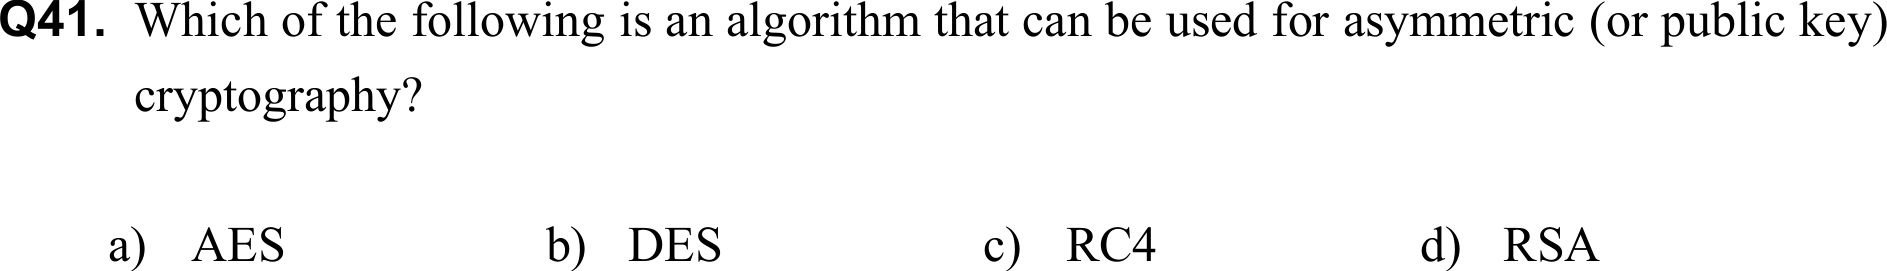 Q41. Which of the following is an algorithm that can be used for asymmetric (or public key)
cryptography?
a) AES b) DES c) RC4 d) RSA